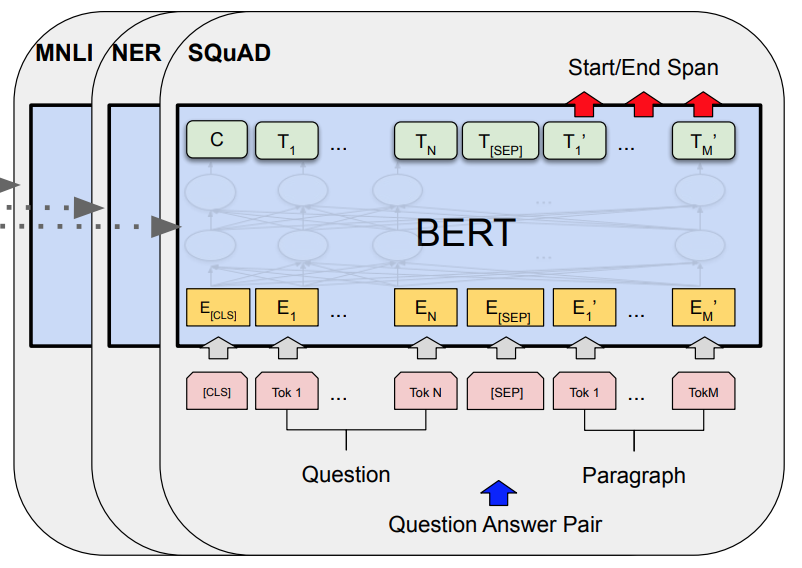 MNLI NER SQuAD
Start/End Span
C T1 ... TN T[SEP] T1’ ... TM’
...
BERT
...
E[CLS] E1 ... EN E[SEP] E1’ ... EM’
[CLS] Tok 1 ... Tok N [SEP] Tok 1 ... TokM
Question Paragraph
Question Answer Pair